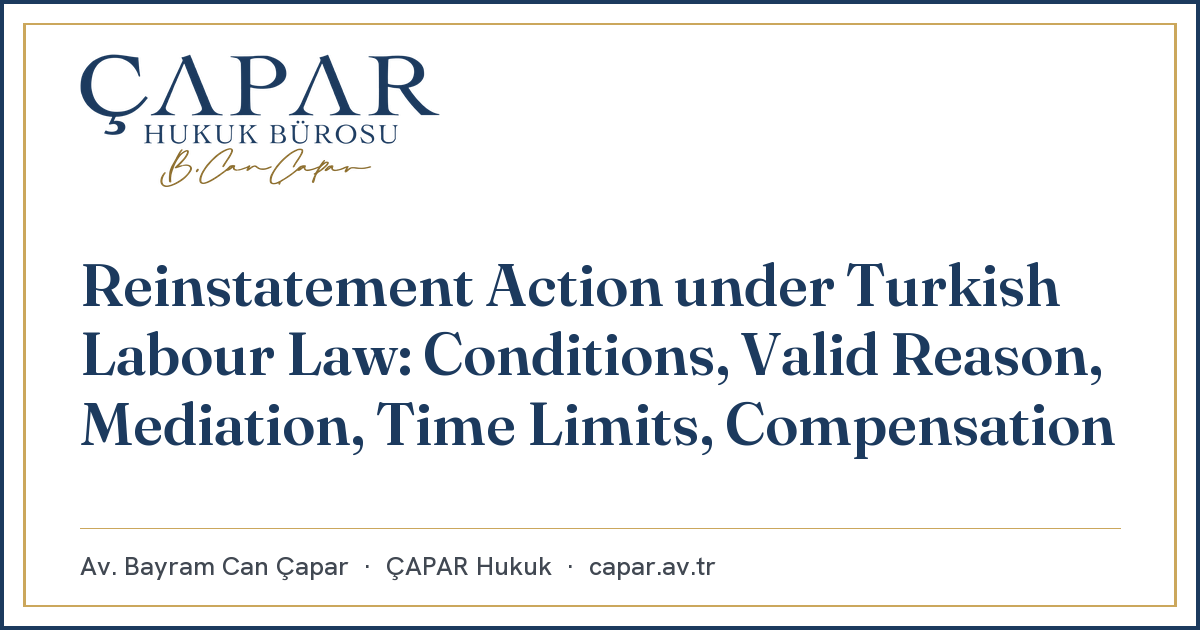 ÇAPAR
HUKUK BÜROSU
B.Can Çapar
Reinstatement Action under Turkish
Labour Law: Conditions, Valid Reason,
Mediation, Time Limits, Compensation
Av. Bayram Can Çapar · ÇAPAR Hukuk · capar.av.tr